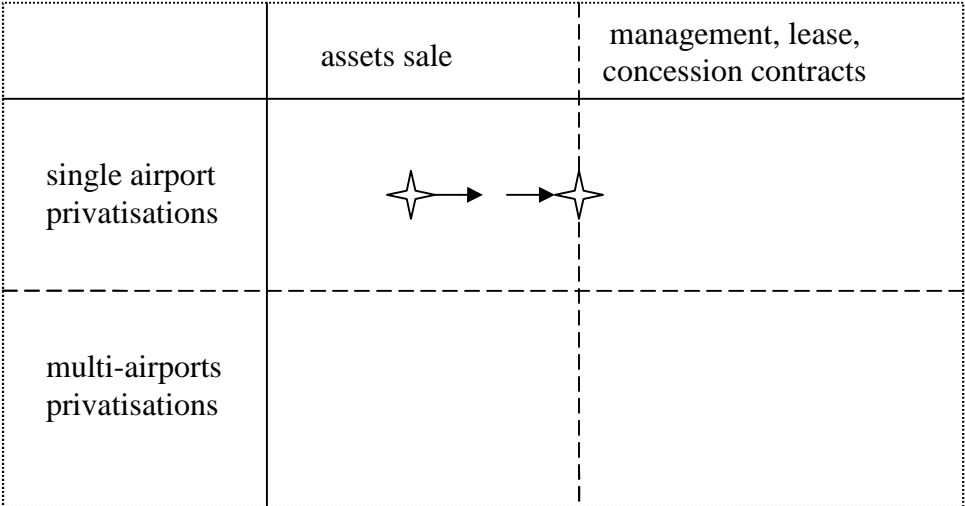 assets sale
management, lease,
concession contracts
single airport
privatisations
multi-airports
privatisations